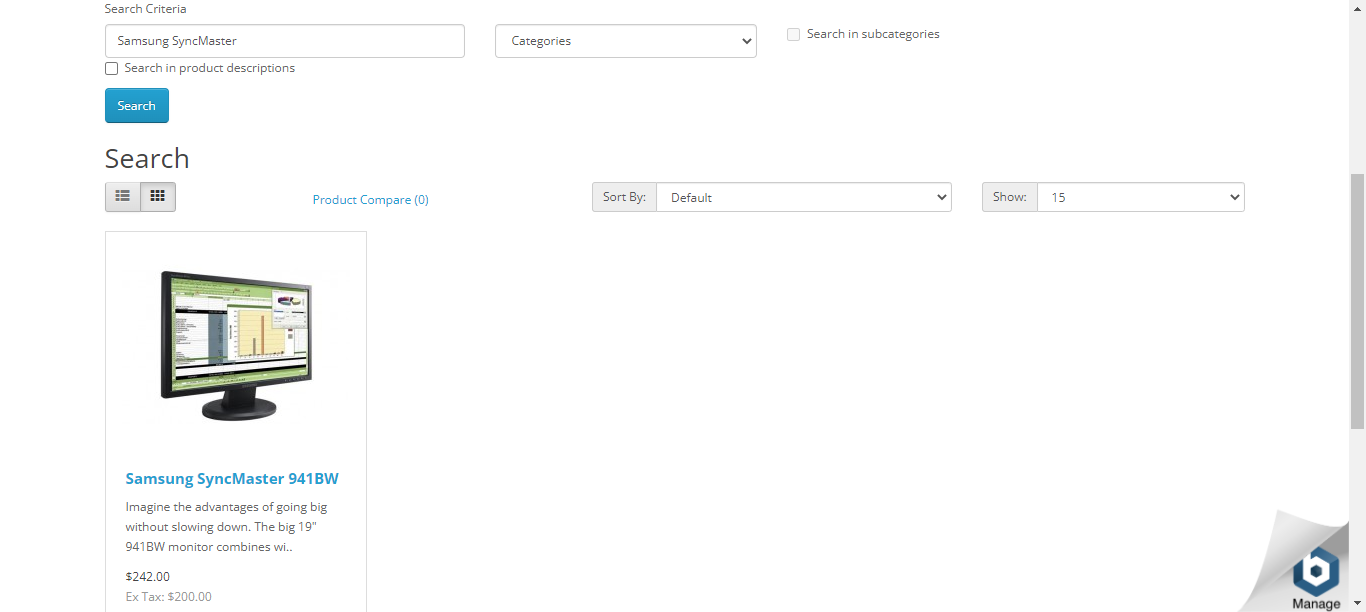 Search Criteria
Samsung SyncMaster
Categories
Search in subcategories
Search in product descriptions
Search
Search
Product Compare (0)
Sort By:
Default
Show:
15
Samsung SyncMaster 941BW
Imagine the advantages of going big
without slowing down. The big 19"
941BW monitor combines wi..
$242.00
Ex Tax: $200.00
Manage